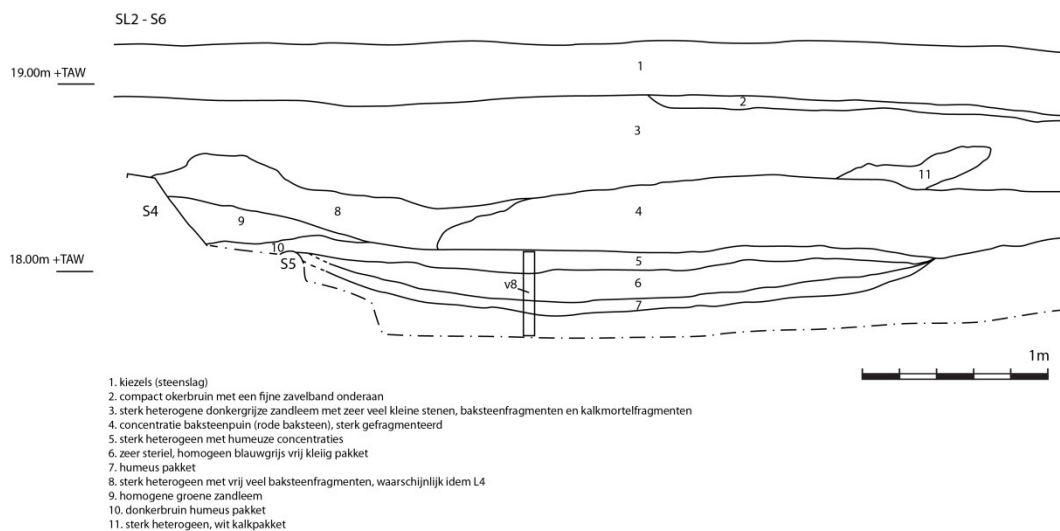 SL2 - S6
1
19.00m +TAW
2
3
11
S4
8
4
9
10
18.00m +TAW
S5
5
6
v8
7
1m
1. kiezels (steenslag)
2. compact okerbruin met een fijne zavelband onderaan
3. sterk heterogene donkergrijze zandleem met zeer veel kleine stenen, baksteenfragmenten en kalkmortelfragmenten
4. concentratie baksteenpuin (rode baksteen), sterk gefragmenteerd
5. sterk heterogeen met humeuze concentraties
6. zeer steriel, homogeen blauwgrijs vrij kleiig pakket
7. humeus pakket
8. sterk heterogeen met vrij veel baksteenfragmenten, waarschijnlijk idem L4
9. homogene groene zandleem
10. donkerbruin humeus pakket
11. sterk heterogeen, wit kalkpakket